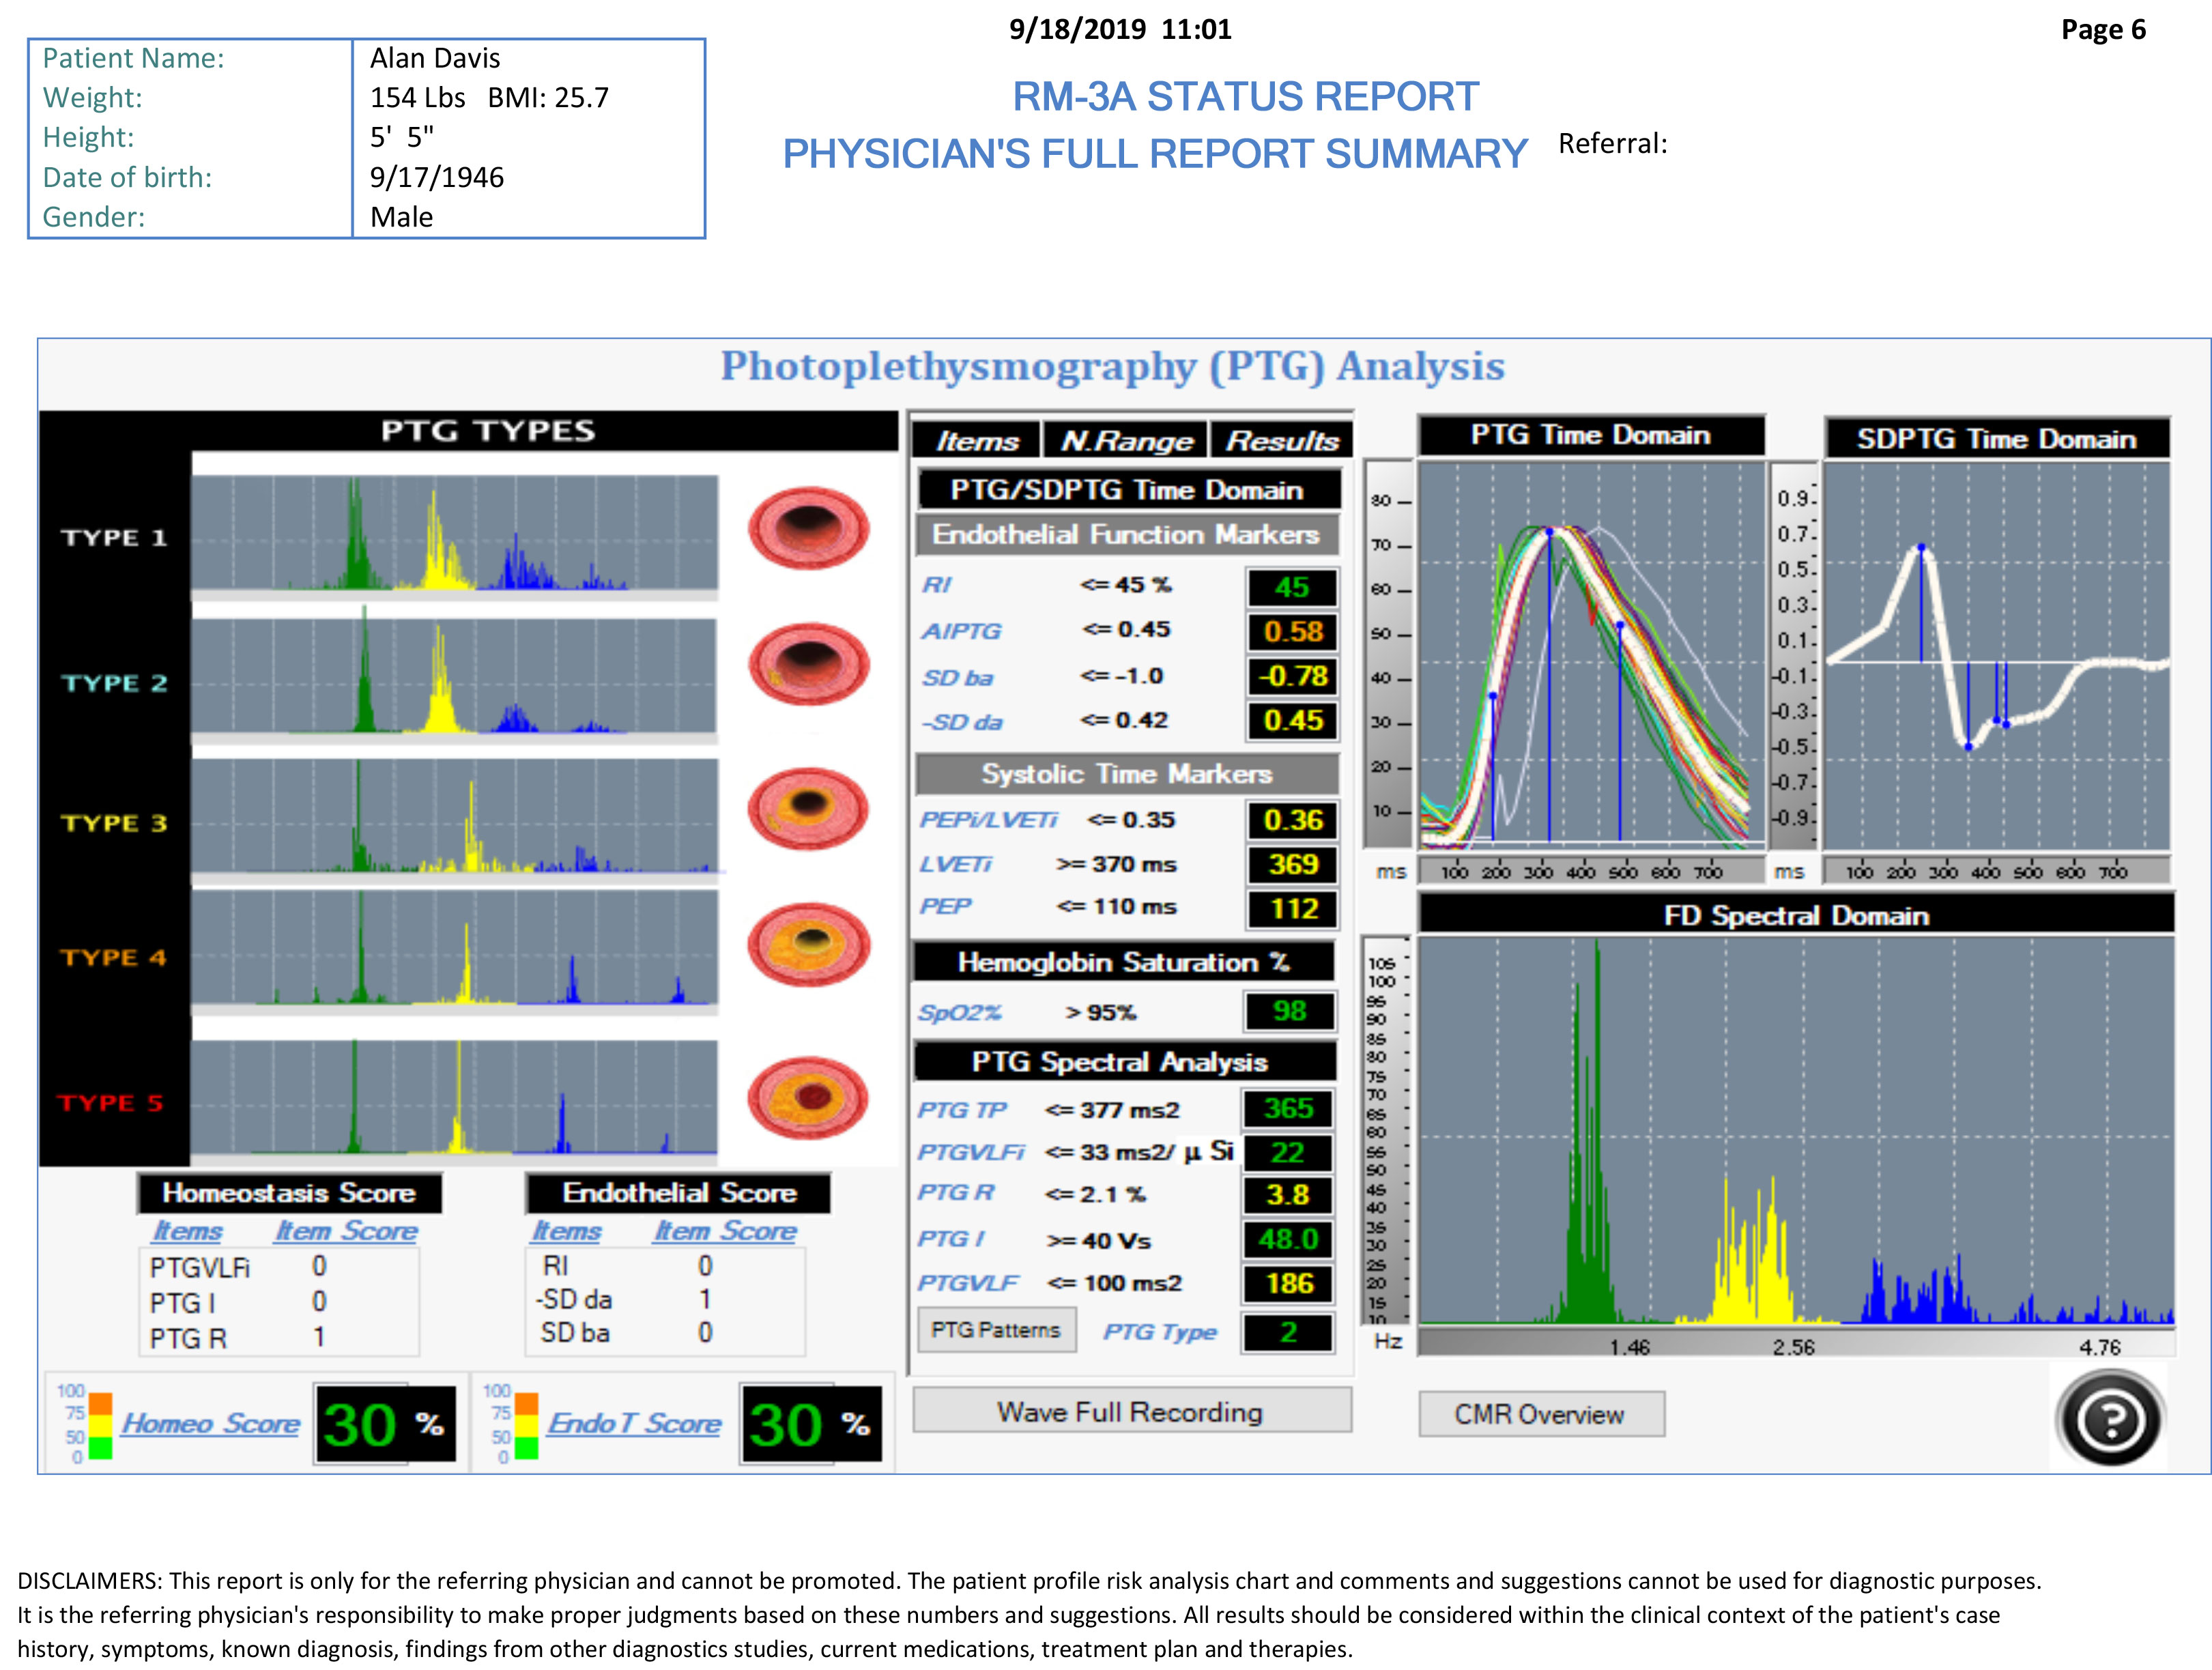 9/18/2019 11:01
Page 6
Patient Name: Alan Davis
Weight: 154 Lbs BMI: 25.7
Height: 5' 5"
Date of birth: 9/17/1946
Gender: Male
RM-3A STATUS REPORT
PHYSICIAN'S FULL REPORT SUMMARY
Referral:
Photoplethysmography (PTG) Analysis
PTG TYPES
TYPE 1
TYPE 2
TYPE 3
TYPE 4
TYPE 5
Homeostasis Score
Items Item Score
PTGVLFi 0
PTG I 0
PTG R 1
100
75
50
0
Homeo Score 30 %
Endothelial Score
Items Item Score
RI 0
-SD da 1
SD ba 0
100
75
50
0
Endo T Score 30 %
Items N.Range Results
PTG/SDPTG Time Domain
Endothelial Function Markers
RI <= 45 % 45
AIPTG <= 0.45 0.58
SD ba <= -1.0 -0.78
-SD da <= 0.42 0.45
Systolic Time Markers
PEPi/LVETi <= 0.35 0.36
LVETi >= 370 ms 369
PEP <= 110 ms 112
Hemoglobin Saturation %
SpO2% > 95% 98
PTG Spectral Analysis
PTG TP <= 377 ms2 365
PTGVLFi <= 33 ms2/ μ Si 22
PTG R <= 2.1 % 3.8
PTG I >= 40 Vs 48.0
PTGVLF <= 100 ms2 186
PTG Patterns PTG Type 2
Wave Full Recording
PTG Time Domain
80
70
60
50
40
30
20
10
ms 100 200 300 400 500 600 700
SDPTG Time Domain
0.9
0.7
0.5
0.3
0.1
-0.1
-0.3
-0.5
-0.7
-0.9
ms 100 200 300 400 500 600 700
FD Spectral Domain
105
100
95
90
85
80
75
70
65
60
55
50
45
40
35
30
25
20
15
10
Hz 1.46 2.56 4.76
CMR Overview
?
DISCLAIMERS: This report is only for the referring physician and cannot be promoted. The patient profile risk analysis chart and comments and suggestions cannot be used for diagnostic purposes.
It is the referring physician's responsibility to make proper judgments based on these numbers and suggestions. All results should be considered within the clinical context of the patient's case
history, symptoms, known diagnosis, findings from other diagnostics studies, current medications, treatment plan and therapies.